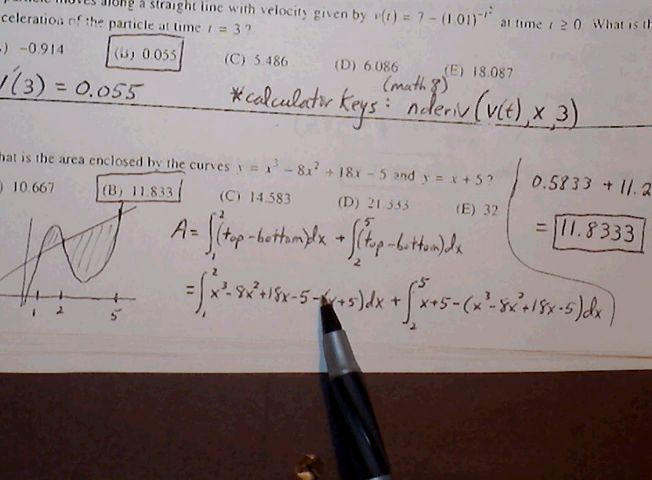 particle moves along a straight line with velocity given by v(t) = 7 − (1.01)^{−t²} at time t ≥ 0. What is th
celeration of the particle at time t = 3?
) −0.914 (B) 0.055 (C) 5.486 (D) 6.086 (E) 18.087
v'(3) = 0.055
(math 8)
*calculator keys: nderiv(v(t), x, 3)
hat is the area enclosed by the curves y = x³ − 8x² + 18x − 5 and y = x + 5?
) 10.667 (B) 11.833 (C) 14.583 (D) 21.333 (E) 32
A = ∫₁² (top - bottom)dx + ∫₂⁵ (top - bottom)dx
= ∫₁² x³ - 8x² + 18x - 5 - (x + 5)dx + ∫₂⁵ x + 5 - (x³ - 8x² + 18x - 5)dx
0.5833 + 11.2
= 11.8333
1 2 5